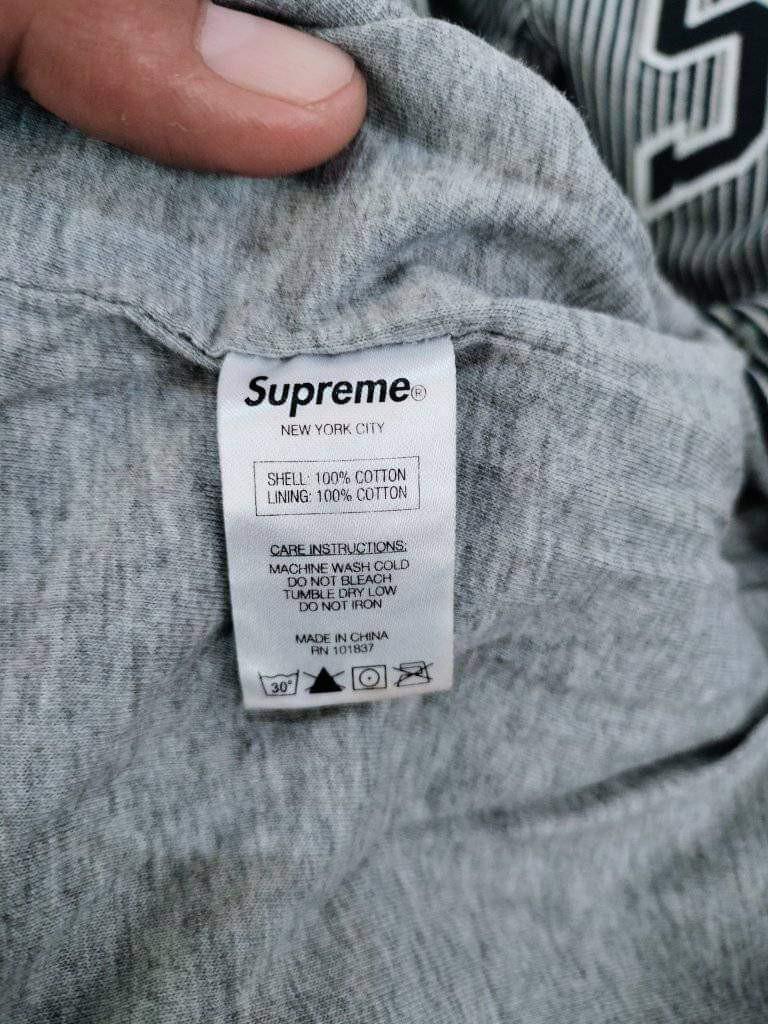 Supreme®
NEW YORK CITY
SHELL: 100% COTTON
LINING: 100% COTTON
CARE INSTRUCTIONS:
MACHINE WASH COLD
DO NOT BLEACH
TUMBLE DRY LOW
DO NOT IRON
MADE IN CHINA
RN 101837
30°
S